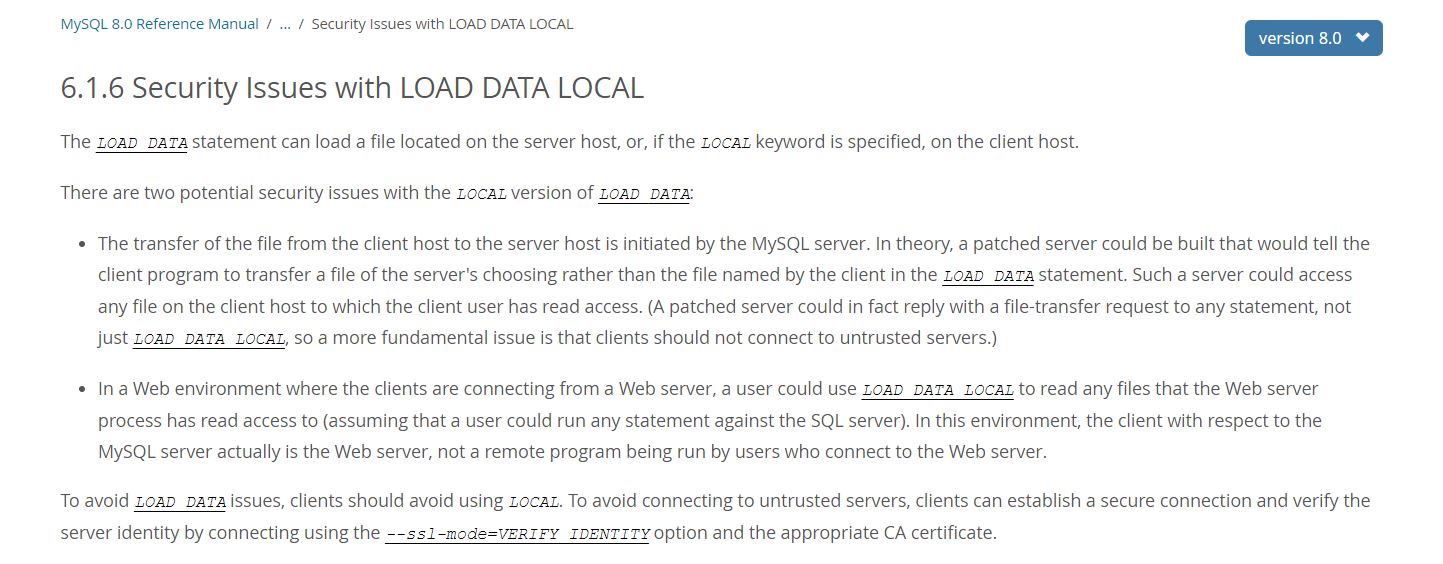 MySQL 8.0 Reference Manual / ... / Security Issues with LOAD DATA LOCAL
version 8.0
6.1.6 Security Issues with LOAD DATA LOCAL
The LOAD DATA statement can load a file located on the server host, or, if the LOCAL keyword is specified, on the client host.
There are two potential security issues with the LOCAL version of LOAD DATA:
• The transfer of the file from the client host to the server host is initiated by the MySQL server. In theory, a patched server could be built that would tell the
client program to transfer a file of the server's choosing rather than the file named by the client in the LOAD DATA statement. Such a server could access
any file on the client host to which the client user has read access. (A patched server could in fact reply with a file-transfer request to any statement, not
just LOAD DATA LOCAL, so a more fundamental issue is that clients should not connect to untrusted servers.)
• In a Web environment where the clients are connecting from a Web server, a user could use LOAD DATA LOCAL to read any files that the Web server
process has read access to (assuming that a user could run any statement against the SQL server). In this environment, the client with respect to the
MySQL server actually is the Web server, not a remote program being run by users who connect to the Web server.
To avoid LOAD DATA issues, clients should avoid using LOCAL. To avoid connecting to untrusted servers, clients can establish a secure connection and verify the
server identity by connecting using the --ssl-mode=VERIFY_IDENTITY option and the appropriate CA certificate.